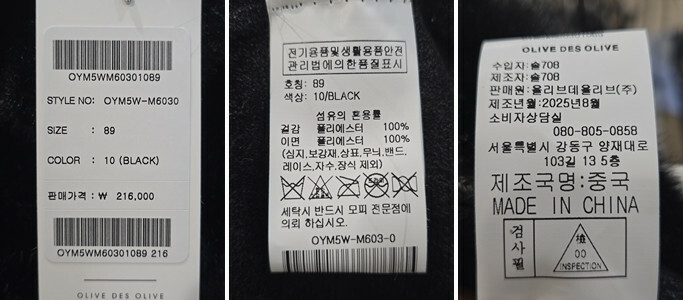 OYM5WM60301089
STYLE NO: OYM5W-M6030
SIZE : 89
COLOR : 10 (BLACK)
판매가격 : ₩ 216,000
OYM5WM60301089 216
OLIVE DES OLIVE
전기용품및생활용품안전
관리법에의한품질표시
호칭: 89
색상: 10/BLACK
섬유의 혼용률
겉감 폴리에스터 100%
이면 폴리에스터 100%
(심지,보강재,상표,무늬,밴드,
레이스,자수,장식 제외)
세탁시 반드시 모피 전문점에
의뢰 하십시오.
OYM5W-M603-0
OLIVE DES OLIVE
수입자:솔708
제조자:솔708
판매원:올리브데올리브(주)
제조년월:2025년8월
소비자상담실
080-805-0858
서울특별시 강동구 양재대로
103길 13 5층
제조국명:중국
MADE IN CHINA
검사필
INSPECTION